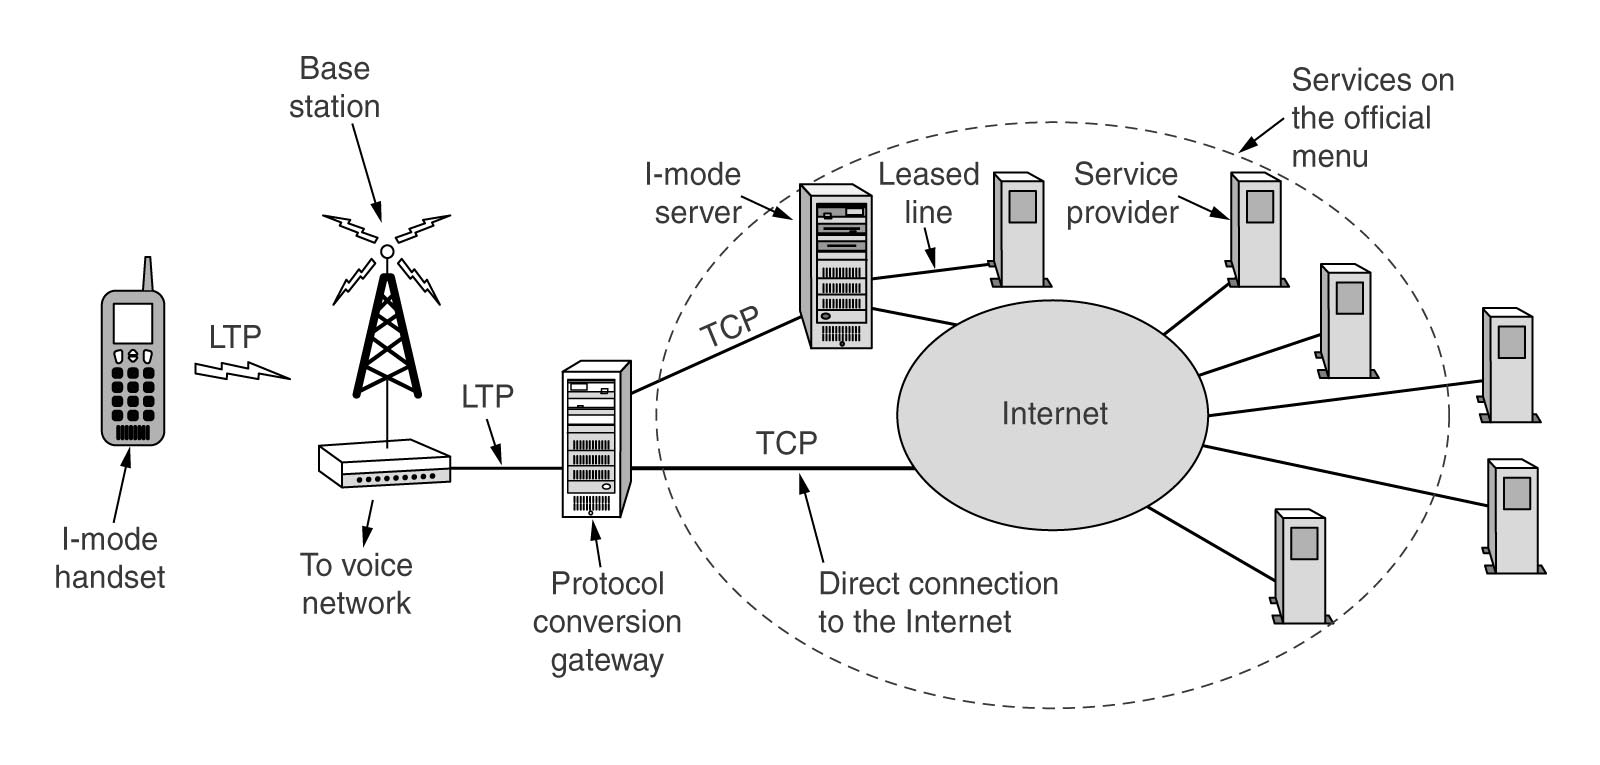 Base
station
Services on
the official
menu
I-mode
server
Leased
line
Service
provider
LTP
TCP
LTP
Internet
TCP
I-mode
handset
To voice
network
Protocol
conversion
gateway
Direct connection
to the Internet